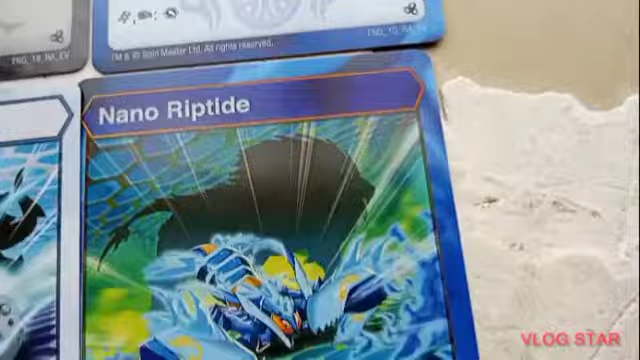 TM & © Spin Master Ltd. All rights reserved.
Nano Riptide
VLOG STAR